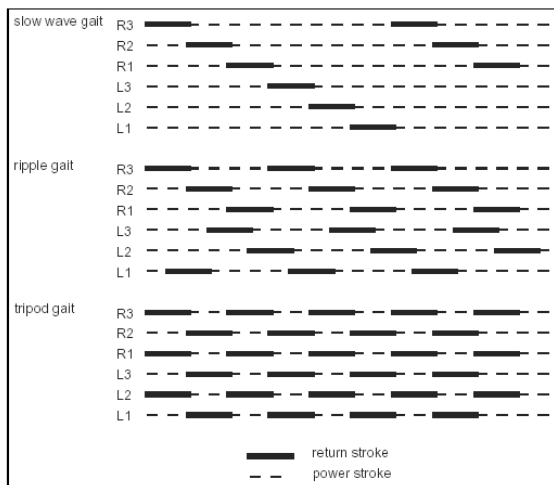 slow wave gait R3
R2
R1
L3
L2
L1
ripple gait R3
R2
R1
L3
L2
L1
tripod gait R3
R2
R1
L3
L2
L1
return stroke
power stroke